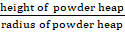 height of powder heap
radius of powder heap